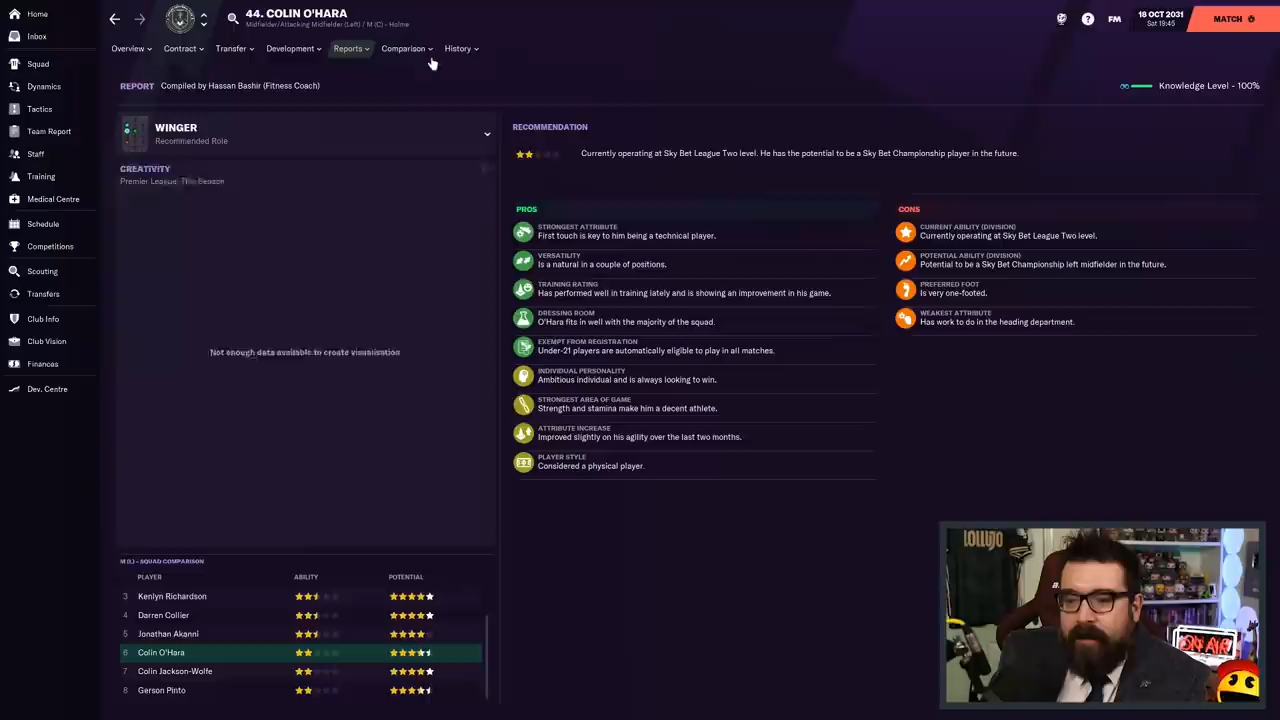 Home
Inbox
Squad
Dynamics
Tactics
Team Report
Staff
Training
Medical Centre
Schedule
Competitions
Scouting
Transfers
Club Info
Club Vision
Finances
Dev. Centre
44. COLIN O'HARA
Midfielder/Attacking Midfielder (Left) / M (C) - Holme
FM
18 OCT 2031
Sat 19:45
MATCH
Overview
Contract
Transfer
Development
Reports
Comparison
History
REPORT Compiled by Hassan Bashir (Fitness Coach)
Knowledge Level - 100%
WINGER
Recommended Role
CREATIVITY
Premier League
Not enough data available to create visualisation
M (L) - SQUAD COMPARISON
PLAYER ABILITY POTENTIAL
3 Kenlyn Richardson
4 Darren Collier
5 Jonathan Akanni
6 Colin O'Hara
7 Colin Jackson-Wolfe
8 Gerson Pinto
RECOMMENDATION
Currently operating at Sky Bet League Two level. He has the potential to be a Sky Bet Championship player in the future.
PROS
STRONGEST ATTRIBUTE
First touch is key to him being a technical player.
VERSATILITY
Is a natural in a couple of positions.
TRAINING RATING
Has performed well in training lately and is showing an improvement in his game.
DRESSING ROOM
O'Hara fits in well with the majority of the squad.
EXEMPT FROM REGISTRATION
Under-21 players are automatically eligible to play in all matches.
INDIVIDUAL PERSONALITY
Ambitious individual and is always looking to win.
STRONGEST AREA OF GAME
Strength and stamina make him a decent athlete.
ATTRIBUTE INCREASE
Improved slightly on his agility over the last two months.
PLAYER STYLE
Considered a physical player.
CONS
CURRENT ABILITY (DIVISION)
Currently operating at Sky Bet League Two level.
POTENTIAL ABILITY (DIVISION)
Potential to be a Sky Bet Championship left midfielder in the future.
PREFERRED FOOT
Is very one-footed.
WEAKEST ATTRIBUTE
Has work to do in the heading department.
LOLLUJO
ON AIR